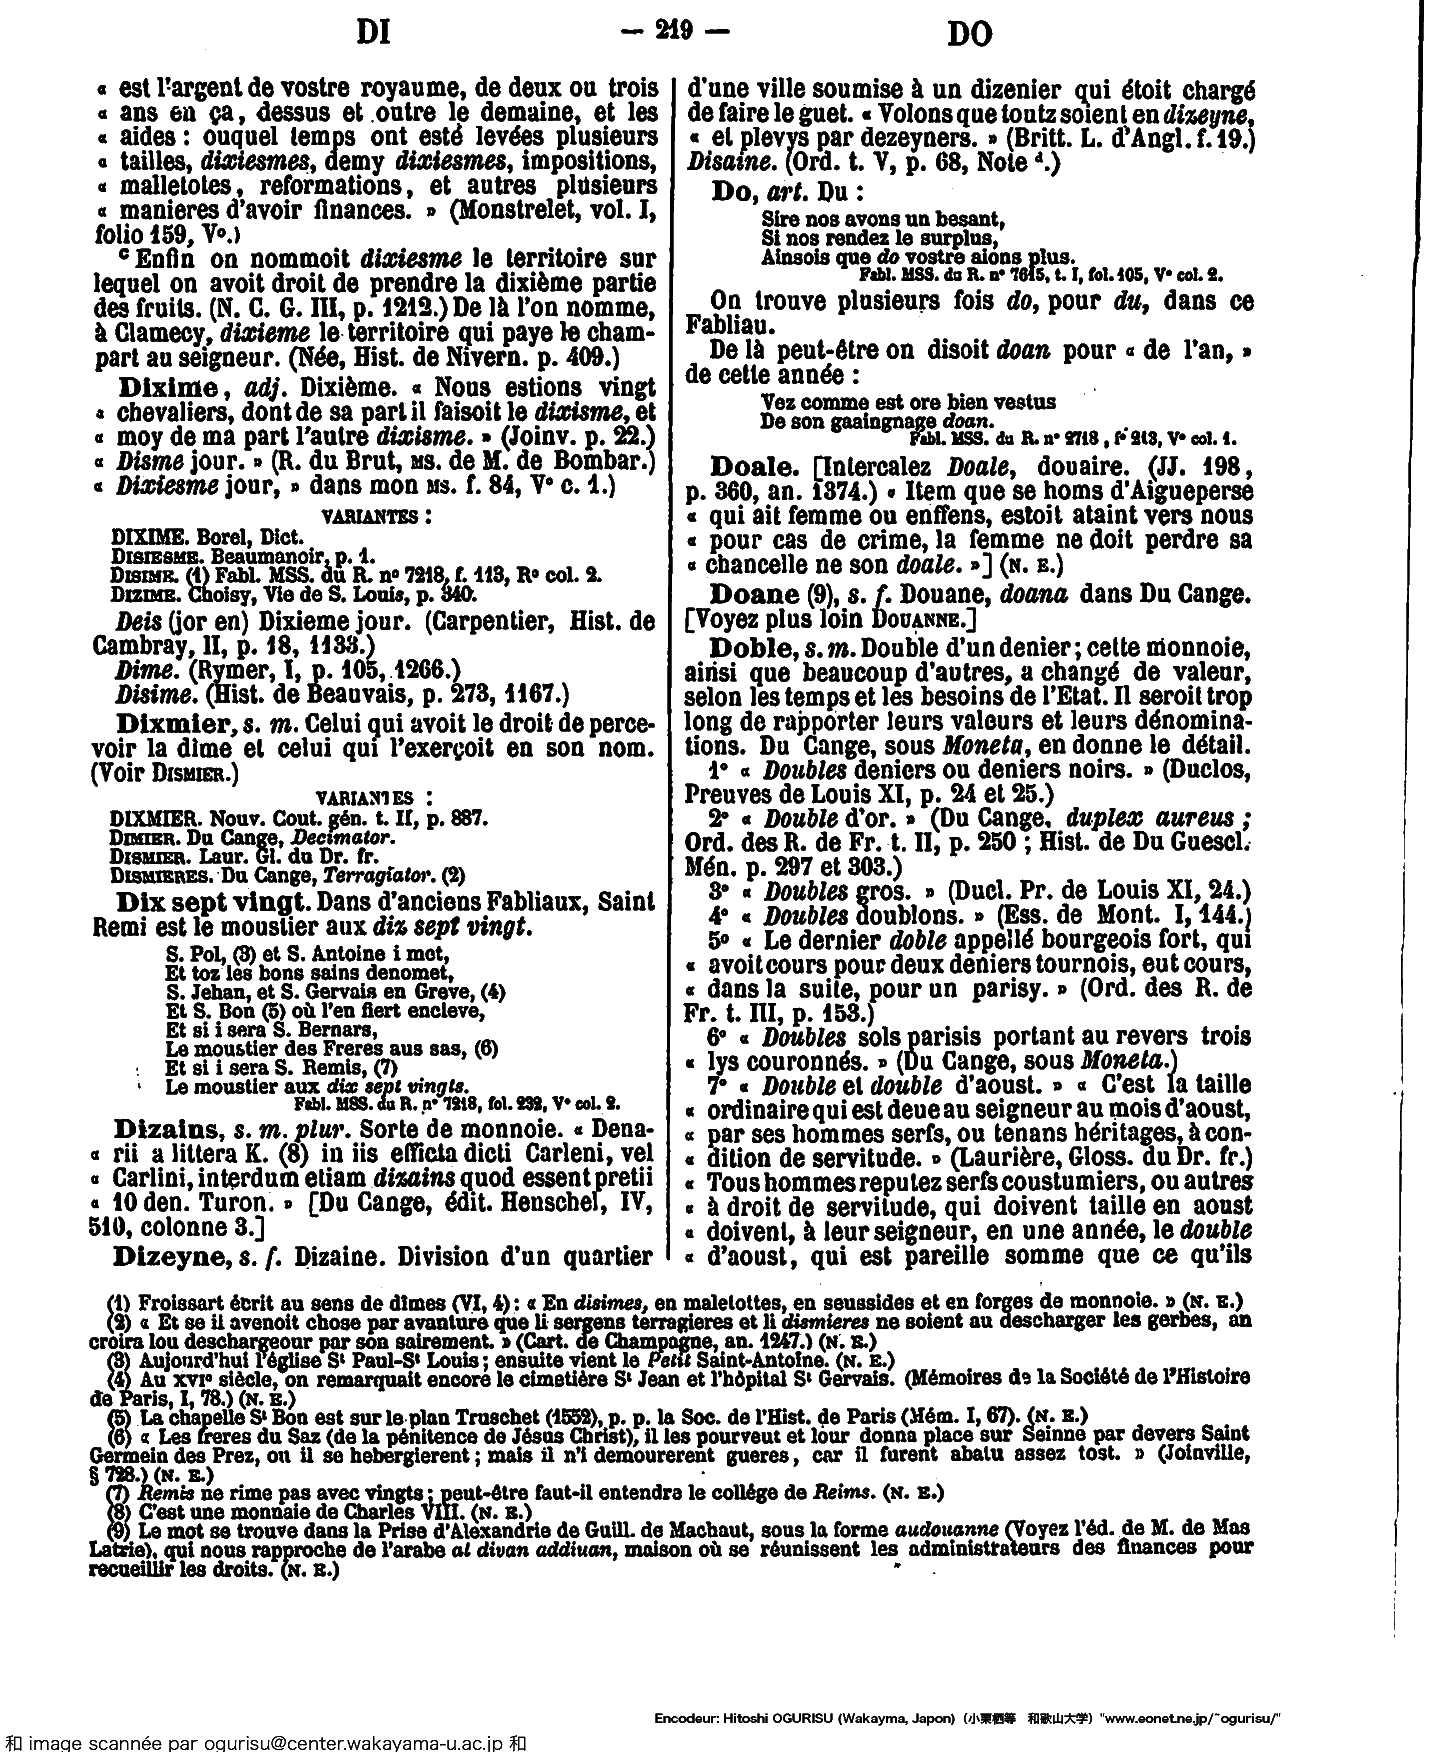 DI
— 219 —
DO
« est l'argent de vostre royaume, de deux ou trois
« ans en ça, dessus et outre le demaine, et les
« aides : ouquel temps ont esté levées plusieurs
« tailles, dixiesmes, demy dixiesmes, impositions,
« malletotes, reformations, et autres plusieurs
« manieres d'avoir finances. » (Monstrelet, vol. I,
folio 159, V°.)
C Enfin on nommoit dixiesme le territoire sur
lequel on avoit droit de prendre la dixième partie
des fruits. (N. C. G. III, p. 1212.) De là l'on nomme,
à Clamecy, dixieme le territoire qui paye le cham-
part au seigneur. (Née, Hist. de Nivern. p. 409.)
Dixime, adj. Dixième. « Nous estions vingt
« chevaliers, dont de sa part il faisoit le dixisme, et
« moy de ma part l'autre dixisme. » (Joinv. p. 22.)
« Disme jour. » (R. du Brut, MS. de M. de Bombar.)
« Dixiesme jour, » dans mon MS. f. 84, V° c. 1.)
VARIANTES :
DIXIME. Borel, Dict.
DISIESME. Beaumanoir, p. 1.
DISIME. (1) Fabl. MSS. du R. n° 7218, f. 113, R° col. 2.
DIZIME. Choisy, Vie de S. Louis, p. 340.
Deis (jor en) Dixieme jour. (Carpentier, Hist. de
Cambray, II, p. 18, 1133.)
Dime. (Rymer, I, p. 105, 1266.)
Disime. (Hist. de Beauvais, p. 273, 1167.)
Dixmier, s. m. Celui qui avoit le droit de perce-
voir la dîme et celui qui l'exerçoit en son nom.
(Voir DISMIER.)
VARIANTES :
DIXMIER. Nouv. Cout. gén. t. II, p. 887.
DIMIER. Du Cange, Decimator.
DISMIER. Laur. Gl. du Dr. fr.
DISMIERES. Du Cange, Terragiator. (2)
Dix sept vingt. Dans d'anciens Fabliaux, Saint
Remi est le moustier aux dix sept vingt.
S. Pol, (3) et S. Antoine i mot,
Et toz les bons sains denomet,
S. Jehan, et S. Gervais en Greve, (4)
Et S. Bon (5) où l'en fiert encleve,
Et si i sera S. Bernars,
Le moustier des Freres aus sas, (6)
Et si i sera S. Remis, (7)
Le moustier aux dix sept vingts.
Fabl. MSS. du R. n° 7218, fol. 232, V° col. 2.
Dizains, s. m. plur. Sorte de monnoie. « Dena-
« rii a littera K. (8) in iis efficta dicti Carleni, vel
« Carlini, interdum etiam dizains quod essent pretii
« 10 den. Turon. » [Du Cange, édit. Henschel, IV,
510, colonne 3.]
Dizeyne, s. f. Dizaine. Division d'un quartier
d'une ville soumise à un dizenier qui étoit chargé
de faire le guet. « Volons que toutz soient en dizeyne,
« et plevys par dezeyners. » (Britt. L. d'Angl. f. 19.)
Disaine. (Ord. t. V, p. 68, Note d.)
Do, art. Du :
Sire nos avons un besant,
Si nos rendez le surplus,
Ainsois que do vostre aions plus.
Fabl. MSS. du R. n° 7615, t. I, fol. 105, V° col. 2.
On trouve plusieurs fois do, pour du, dans ce
Fabliau.
De là peut-être on disoit doan pour « de l'an, »
de cette année :
Vez comme est ore bien vestus
De son gaaingnage doan.
Fabl. MSS. du R. n° 2718, f° 213, V° col. 1.
Doale. [Intercalez Doale, douaire. (JJ. 198,
p. 360, an. 1374.) « Item que se homs d'Aigueperse
« qui ait femme ou enffens, estoit ataint vers nous
« pour cas de crime, la femme ne doit perdre sa
« chancelle ne son doale. »] (N. E.)
Doane (9), s. f. Douane, doana dans Du Cange.
[Voyez plus loin DOUANNE.]
Doble, s. m. Double d'un denier ; cette monnoie,
ainsi que beaucoup d'autres, a changé de valeur,
selon les temps et les besoins de l'Etat. Il seroit trop
long de rapporter leurs valeurs et leurs dénomina-
tions. Du Cange, sous Moneta, en donne le détail.
1° « Doubles deniers ou deniers noirs. » (Duclos,
Preuves de Louis XI, p. 24 et 25.)
2° « Double d'or. » (Du Cange, duplex aureus ;
Ord. des R. de Fr. t. II, p. 250 ; Hist. de Du Guescl.
Mén. p. 297 et 303.)
3° « Doubles gros. » (Ducl. Pr. de Louis XI, 24.)
4° « Doubles doublons. » (Ess. de Mont. I, 144.)
5° « Le dernier doble appellé bourgeois fort, qui
« avoit cours pour deux deniers tournois, eut cours,
« dans la suite, pour un parisy. » (Ord. des R. de
Fr. t. III, p. 153.)
6° « Doubles sols parisis portant au revers trois
« lys couronnés. » (Du Cange, sous Moneta.)
7° « Double et double d'aoust. » « C'est la taille
« ordinaire qui est deue au seigneur au mois d'aoust,
« par ses hommes serfs, ou tenans héritages, à con-
« dition de servitude. » (Laurière, Gloss. du Dr. fr.)
« Tous hommes reputez serfs coustumiers, ou autres
« à droit de servitude, qui doivent taille en aoust
« doivent, à leur seigneur, en une année, le double
« d'aoust, qui est pareille somme que ce qu'ils
(1) Froissart écrit au sens de dîmes (VI, 4) : « En disimes, en maletottes, en seussides et en forges de monnoie. » (N. E.)
(2) « Et se il avenoit chose par avanture que li sergens terragieres et li dismieres ne soient au descharger les gerbes, an
croira lou deschargeour par son sairement. » (Cart. de Champagne, an. 1247.) (N. E.)
(3) Aujourd'hui l'église St Paul-St Louis ; ensuite vient le Petit Saint-Antoine. (N. E.)
(4) Au XVIe siècle, on remarquait encore le cimetière St Jean et l'hôpital St Gervais. (Mémoires de la Société de l'Histoire
de Paris, I, 78.) (N. E.)
(5) La chapelle St Bon est sur le plan Truschet (1552), p. p. la Soc. de l'Hist. de Paris (Mém. I, 67). (N. E.)
(6) « Les freres du Saz (de la pénitence de Jésus Christ), il les pourveut et lour donna place sur Seinne par devers Saint
Germein des Prez, ou il se hebergierent ; mais il n'i demourerent gueres, car il furent abatu assez tost. » (Joinville,
§ 728.) (N. E.)
(7) Remis ne rime pas avec vingts ; peut-être faut-il entendre le collége de Reims. (N. E.)
(8) C'est une monnaie de Charles VIII. (N. E.)
(9) Le mot se trouve dans la Prise d'Alexandrie de Guill. de Machaut, sous la forme audouanne (Voyez l'éd. de M. de Mas
Latrie), qui nous rapproche de l'arabe al divan addiuan, maison où se réunissent les administrateurs des finances pour
recueillir les droits. (N. E.)
Encodeur: Hitoshi OGURISU (Wakayma, Japon) (小栗栖等 和歌山大学) "www.eonet.ne.jp/~ogurisu/"
和 image scannée par ogurisu@center.wakayama-u.ac.jp 和